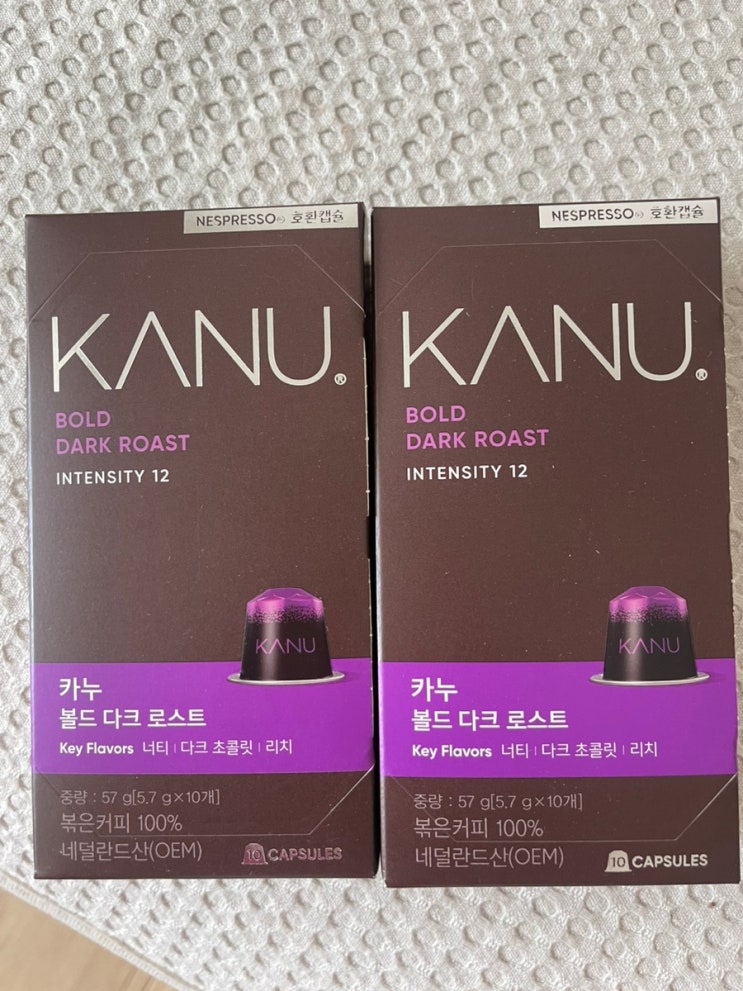 NESPRESSO 호환캡슐
KANU®
BOLD
DARK ROAST
INTENSITY 12
KANU
카누
볼드 다크 로스트
Key Flavors 너티 | 다크 초콜릿 | 리치
중량 : 57 g[5.7 g×10개]
볶은커피 100%
네덜란드산(OEM)
10 CAPSULES
NESPRESSO 호환캡슐
KANU®
BOLD
DARK ROAST
INTENSITY 12
KANU
카누
볼드 다크 로스트
Key Flavors 너티 | 다크 초콜릿 | 리치
중량 : 57 g[5.7 g×10개]
볶은커피 100%
네덜란드산(OEM)
10 CAPSULES